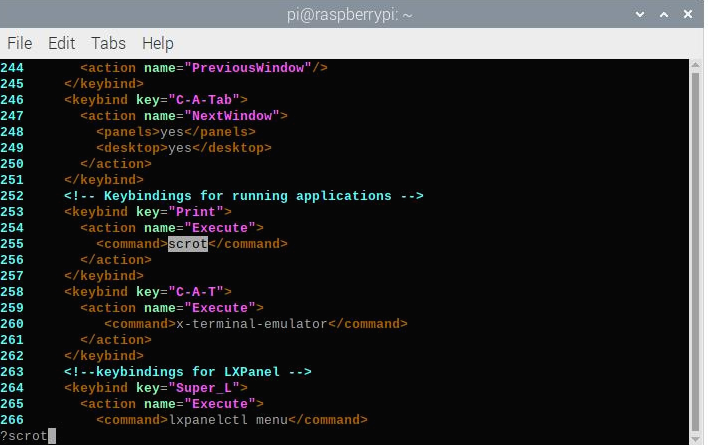 pi@raspberrypi: ~
File Edit Tabs Help
244       <action name="PreviousWindow"/>
245     </keybind>
246     <keybind key="C-A-Tab">
247       <action name="NextWindow">
248         <panels>yes</panels>
249         <desktop>yes</desktop>
250       </action>
251     </keybind>
252     <!-- Keybindings for running applications -->
253     <keybind key="Print">
254       <action name="Execute">
255         <command>scrot</command>
256       </action>
257     </keybind>
258     <keybind key="C-A-T">
259       <action name="Execute">
260          <command>x-terminal-emulator</command>
261       </action>
262     </keybind>
263     <!--keybindings for LXPanel -->
264     <keybind key="Super_L">
265       <action name="Execute">
266         <command>lxpanelctl menu</command>
?scrot